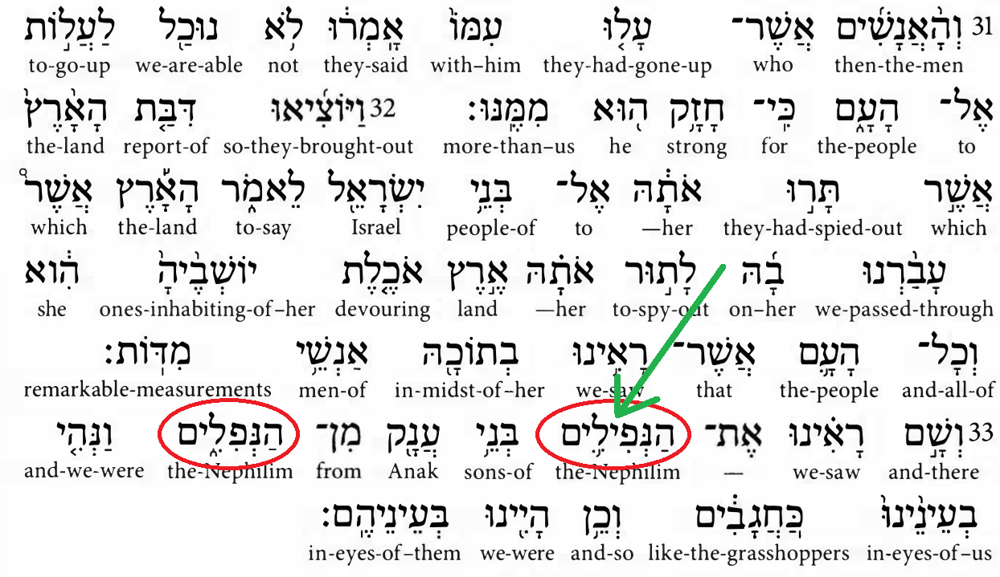 31 וְהָ֨אֲנָשִׁ֜ים אֲשֶׁר־ עָל֤וּ עִמּוֹ֙ אָֽמְר֔וּ לֹ֥א נוּכַ֖ל לַעֲל֣וֹת
to-go-up we-are-able not they-said with–him they-had-gone-up who then-the-men
אֶל־ הָעָ֑ם כִּֽי־ חָזָ֥ק ה֖וּא מִמֶּֽנּוּ׃ 32 וַיּוֹצִ֜יאוּ דִּבַּ֤ת הָאָ֙רֶץ֙
the-land report-of so-they-brought-out more-than–us he strong for the-people to
אֲשֶׁ֣ר תָּר֣וּ אֹתָ֔הּ אֶל־ בְּנֵ֥י יִשְׂרָאֵ֖ל לֵאמֹ֑ר הָאָ֡רֶץ אֲשֶׁר֩
which the-land to-say Israel people-of to —her they-had-spied-out which
עָבַ֨רְנוּ בָ֜הּ לָת֣וּר אֹתָ֗הּ אֶ֣רֶץ אֹכֶ֤לֶת יוֹשְׁבֶ֙יהָ֙ הִ֔וא
she ones-inhabiting-of–her devouring land —her to-spy-out on–her we-passed-through
וְכָל־ הָעָ֛ם אֲשֶׁר־ רָאִ֥ינוּ בְתוֹכָ֖הּ אַנְשֵׁ֥י מִדּֽוֹת׃
remarkable-measurements men-of in-midst-of–her we-saw that the-people and-all-of
33 וְשָׁ֣ם רָאִ֗ינוּ אֶת־ הַנְּפִילִ֛ים בְּנֵ֥י עֲנָ֖ק מִן־ הַנְּפִלִ֑ים וַנְּהִ֤י
and-we-were the-Nephilim from Anak sons-of the-Nephilim — we-saw and-there
בְעֵינֵ֙ינוּ֙ כַּֽחֲגָבִ֔ים וְכֵ֥ן הָיִ֖ינוּ בְּעֵינֵיהֶֽם׃
in-eyes-of–them we-were and-so like-the-grasshoppers in-eyes-of–us